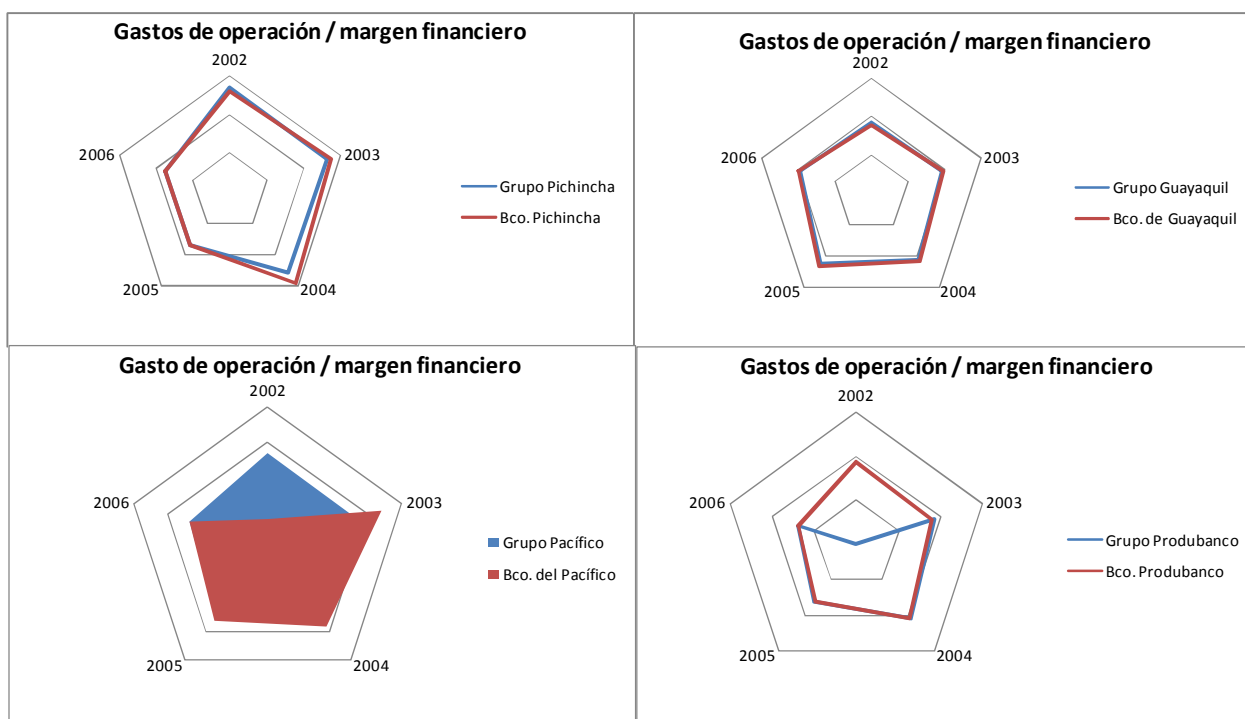 Gastos de operación / margen financiero
2002
2003
2004
2005
2006
Grupo Pichincha
Bco. Pichincha
Gastos de operación / margen financiero
2002
2003
2004
2005
2006
Grupo Guayaquil
Bco. de Guayaquil
Gasto de operación / margen financiero
2002
2003
2004
2005
2006
Grupo Pacífico
Bco. del Pacífico
Gastos de operación / margen financiero
2002
2003
2004
2005
2006
Grupo Produbanco
Bco. Produbanco